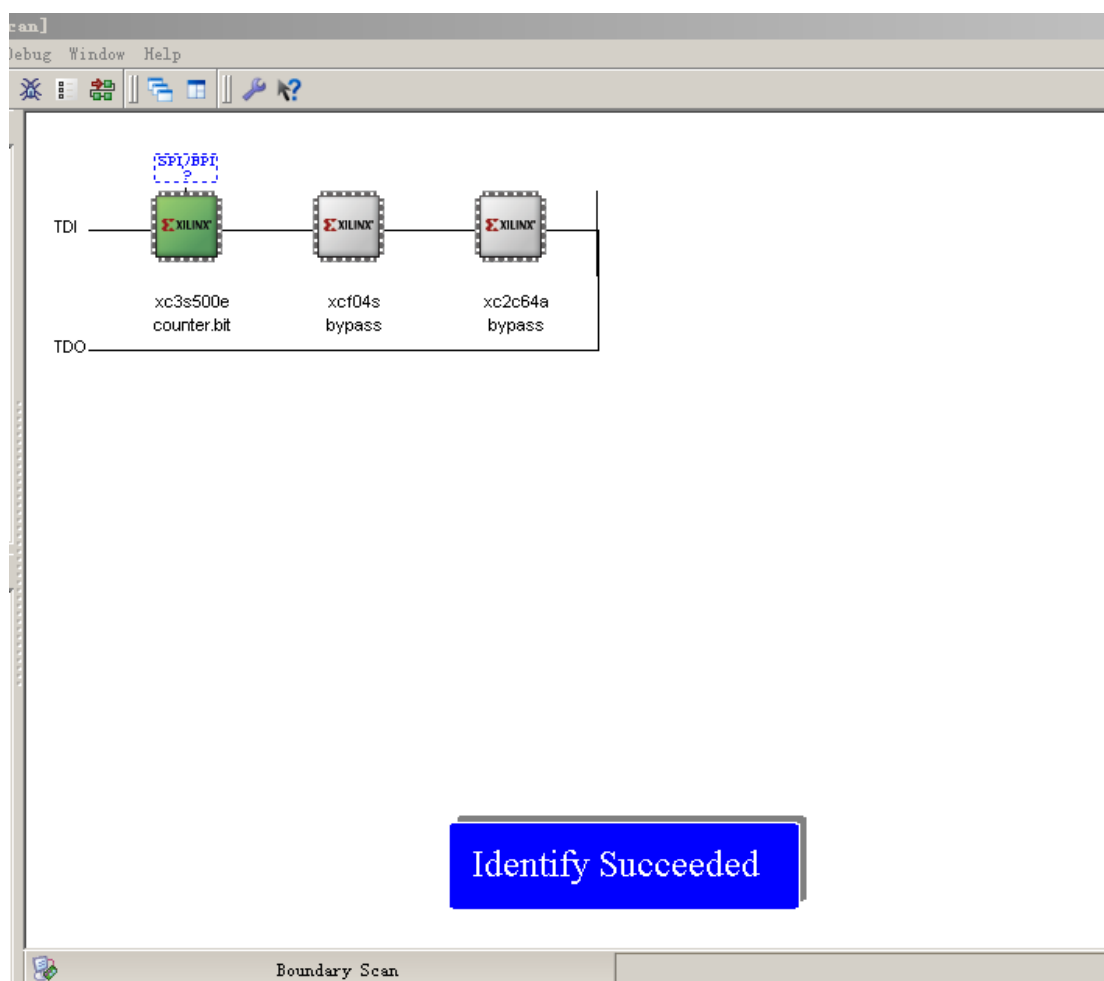 can]
Debug Window Help
SPI/BPI
?
TDI
XILINX
XILINX
XILINX
xc3s500e
counter.bit
xcf04s
bypass
xc2c64a
bypass
TDO
Identify Succeeded
Boundary Scan